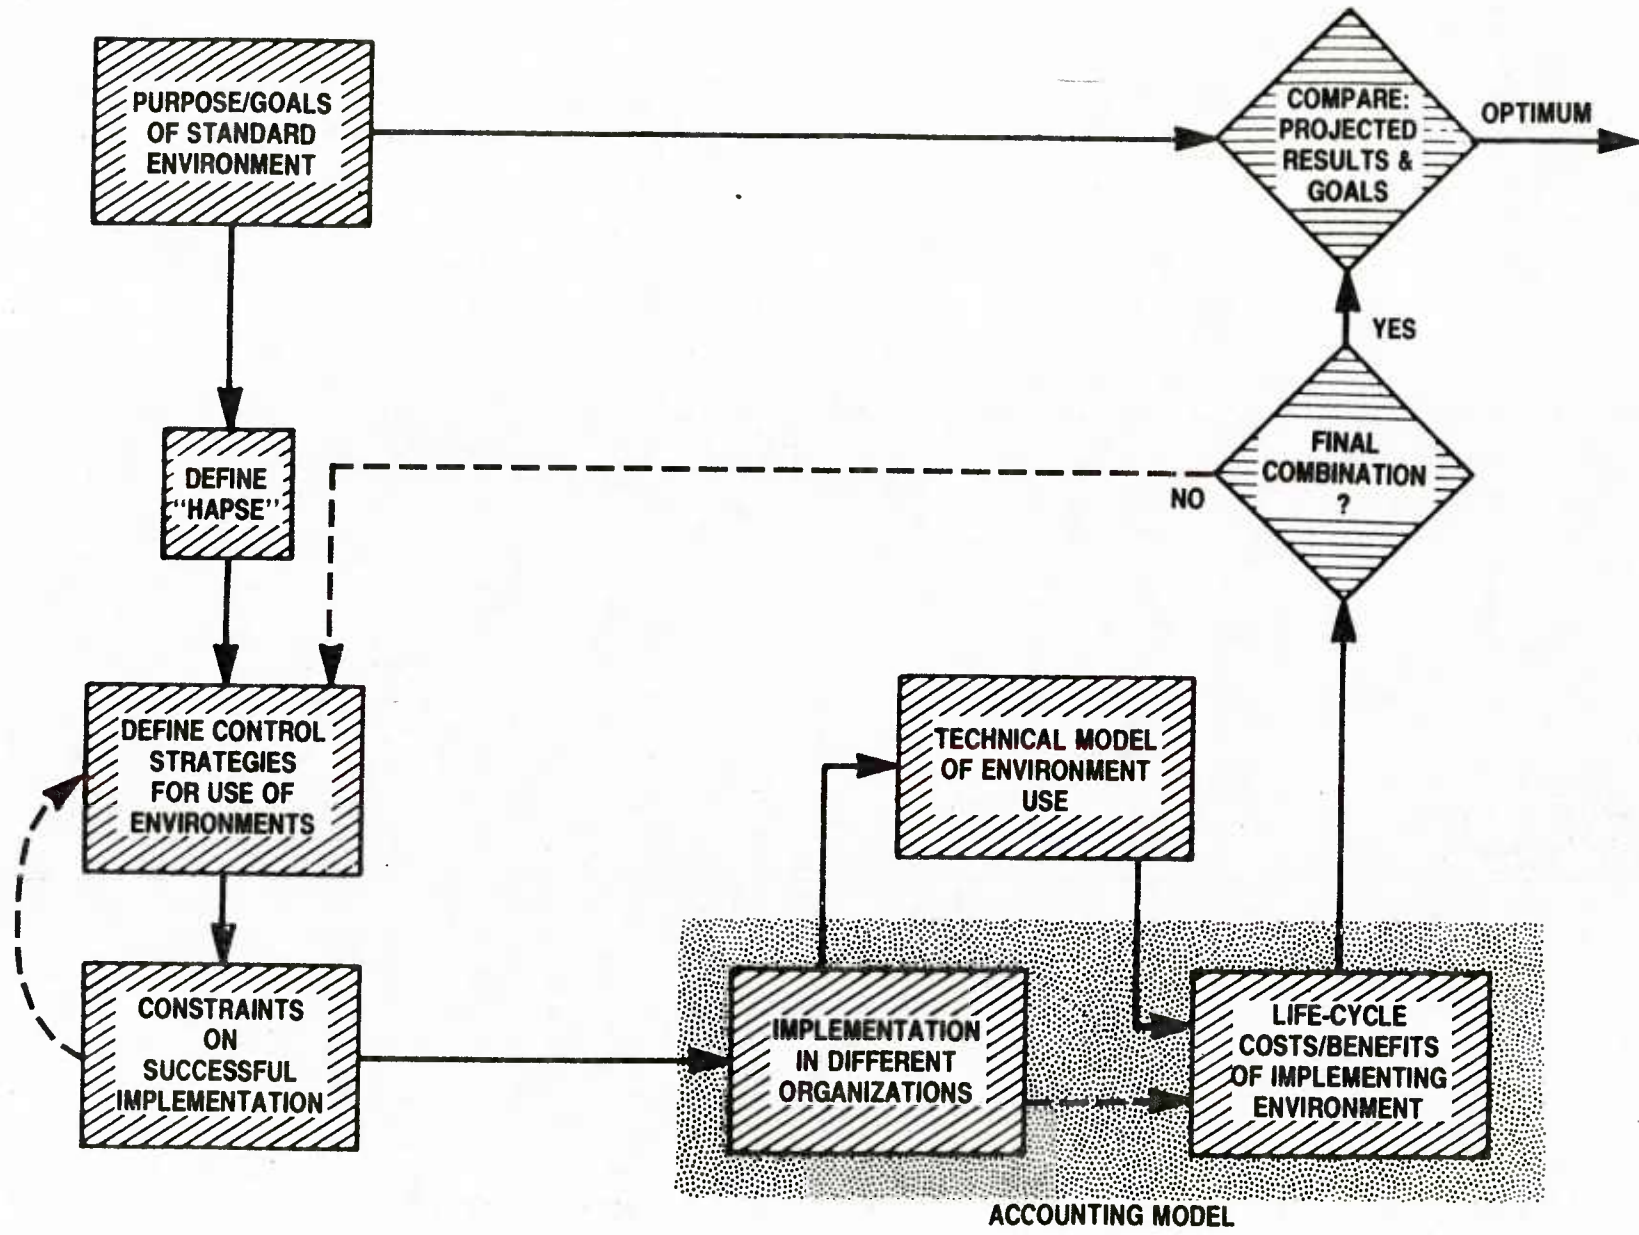 PURPOSE/GOALS
OF STANDARD
ENVIRONMENT
COMPARE:
PROJECTED
RESULTS &
GOALS
OPTIMUM
YES
FINAL
COMBINATION
?
NO
DEFINE
"HAPSE"
DEFINE CONTROL
STRATEGIES
FOR USE OF
ENVIRONMENTS
TECHNICAL MODEL
OF ENVIRONMENT
USE
CONSTRAINTS
ON
SUCCESSFUL
IMPLEMENTATION
IMPLEMENTATION
IN DIFFERENT
ORGANIZATIONS
LIFE-CYCLE
COSTS/BENEFITS
OF IMPLEMENTING
ENVIRONMENT
ACCOUNTING MODEL